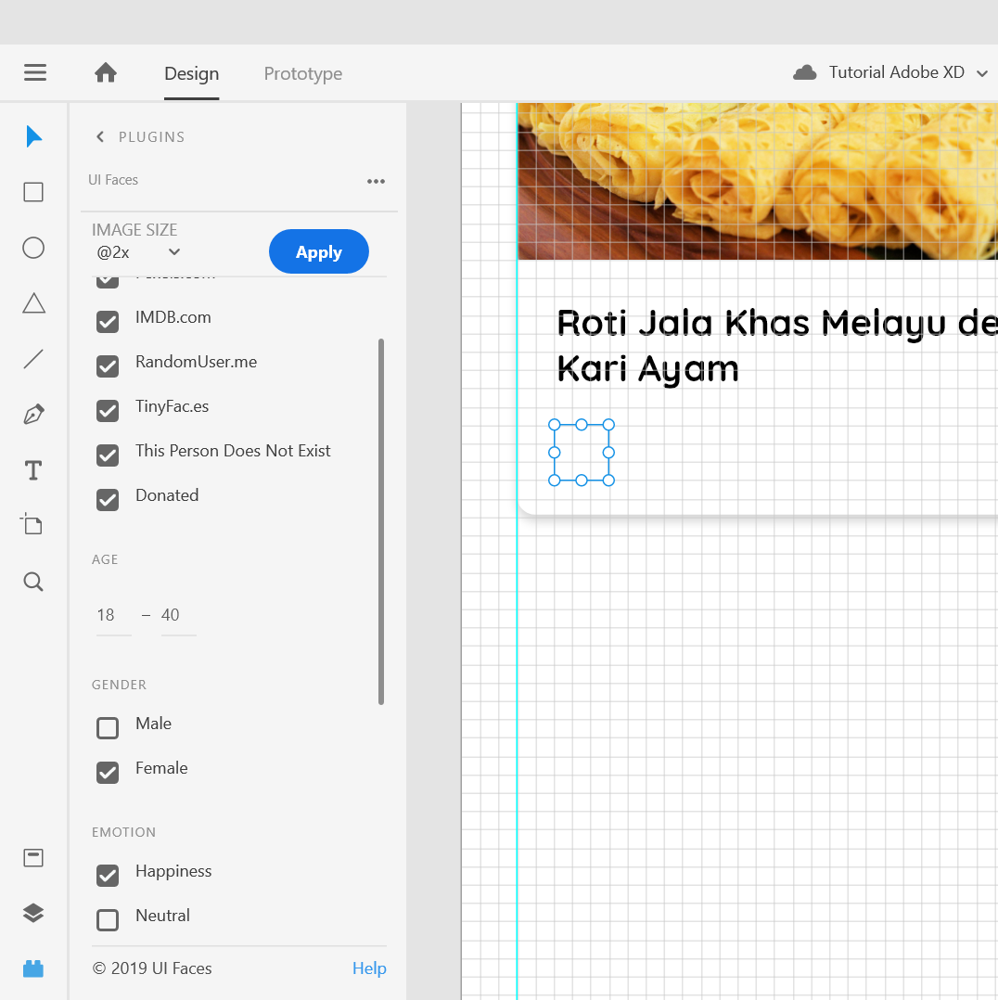 Design Prototype Tutorial Adobe XD
PLUGINS
UI Faces
IMAGE SIZE
@2x
Apply
IMDB.com
RandomUser.me
TinyFac.es
This Person Does Not Exist
Donated
AGE
18 – 40
GENDER
Male
Female
EMOTION
Happiness
Neutral
© 2019 UI Faces Help
Roti Jala Khas Melayu de
Kari Ayam